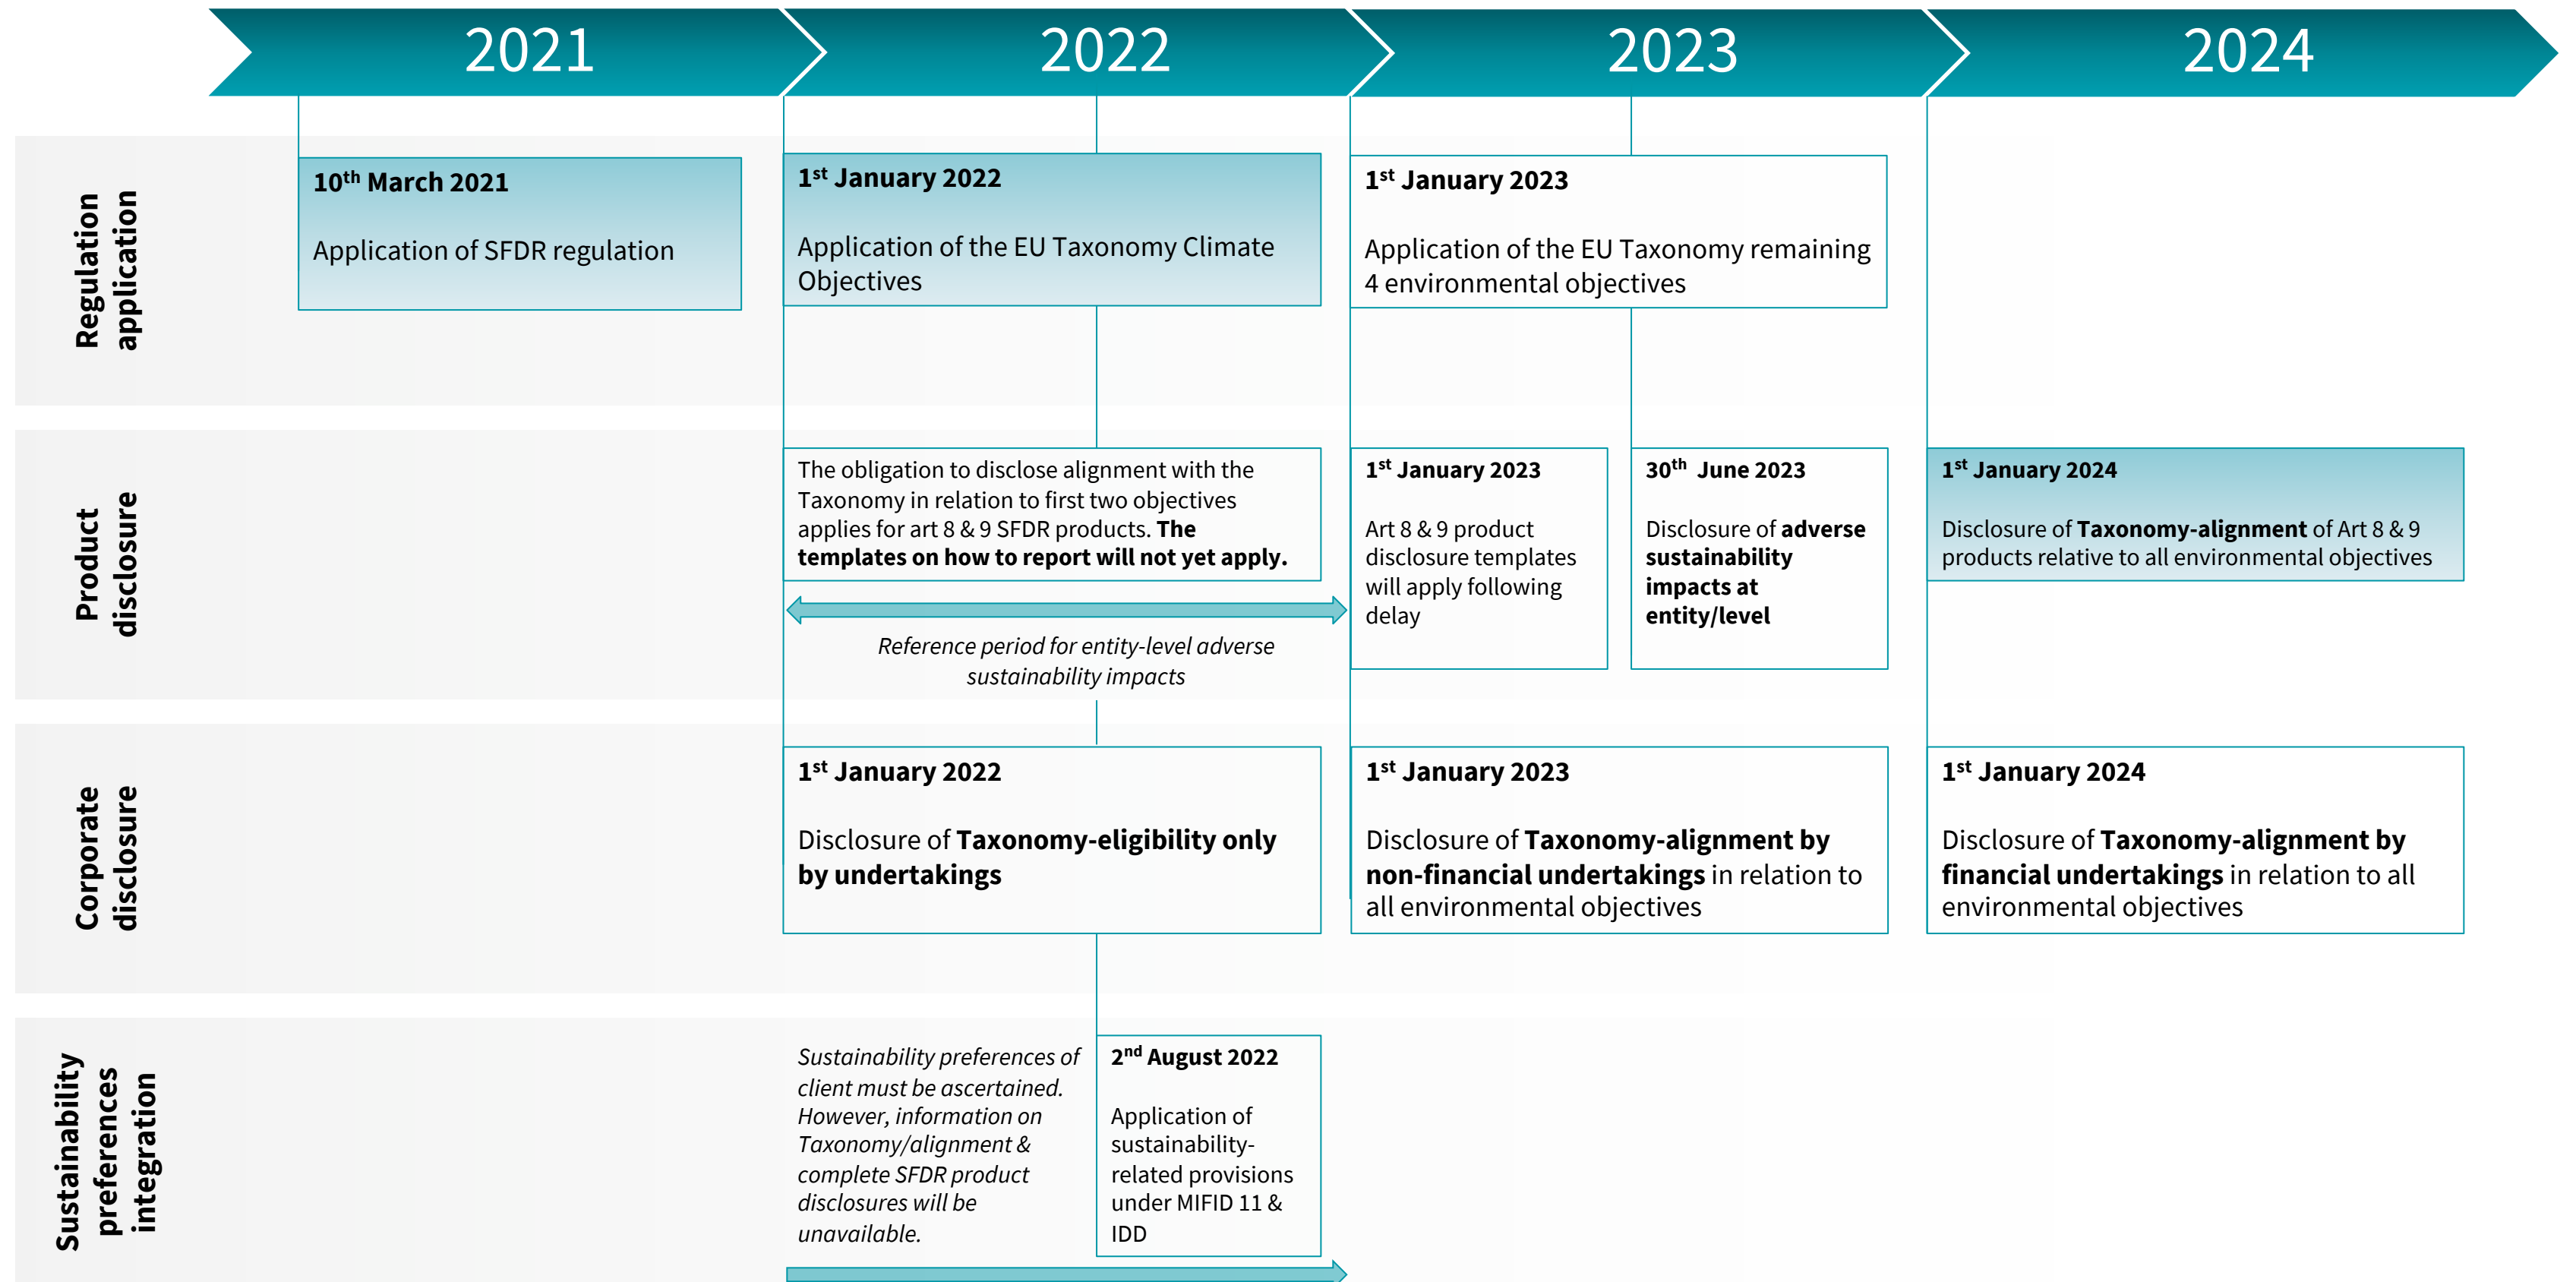 2021
2022
2023
2024
Regulation
application
10th March 2021
Application of SFDR regulation
1st January 2022
Application of the EU Taxonomy Climate
Objectives
1st January 2023
Application of the EU Taxonomy remaining
4 environmental objectives
Product
disclosure
The obligation to disclose alignment with the
Taxonomy in relation to first two objectives
applies for art 8 & 9 SFDR products. The
templates on how to report will not yet apply.
Reference period for entity-level adverse
sustainability impacts
1st January 2023
Art 8 & 9 product
disclosure templates
will apply following
delay
30th June 2023
Disclosure of adverse
sustainability
impacts at
entity/level
1st January 2024
Disclosure of Taxonomy-alignment of Art 8 & 9
products relative to all environmental objectives
Corporate
disclosure
1st January 2022
Disclosure of Taxonomy-eligibility only
by undertakings
1st January 2023
Disclosure of Taxonomy-alignment by
non-financial undertakings in relation to
all environmental objectives
1st January 2024
Disclosure of Taxonomy-alignment by
financial undertakings in relation to all
environmental objectives
Sustainability
preferences
integration
Sustainability preferences of
client must be ascertained.
However, information on
Taxonomy/alignment &
complete SFDR product
disclosures will be
unavailable.
2nd August 2022
Application of
sustainability-
related provisions
under MIFID 11 &
IDD